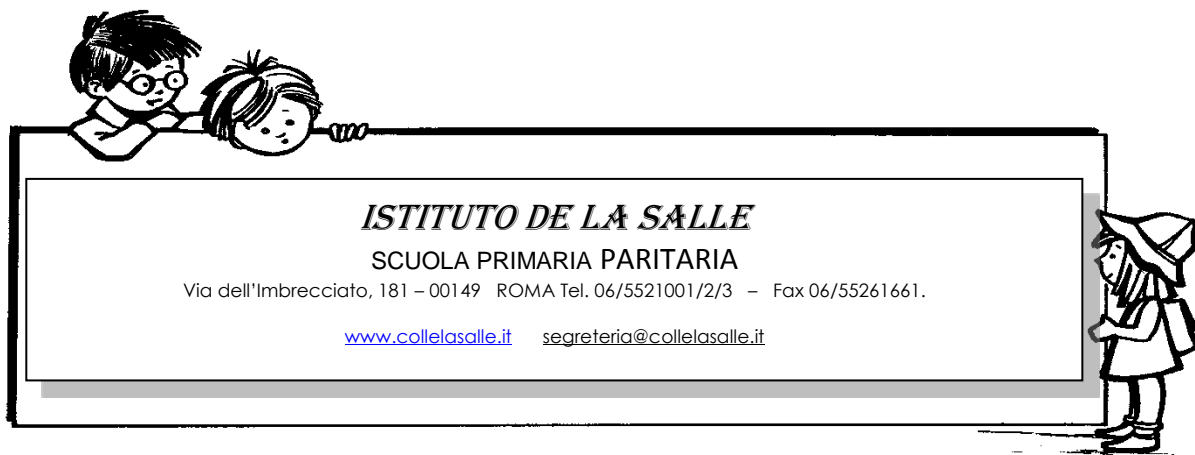 ISTITUTO DE LA SALLE
SCUOLA PRIMARIA PARITARIA
Via dell'Imbrecciato, 181 – 00149 ROMA Tel. 06/5521001/2/3 – Fax 06/55261661.
www.collelasalle.it segreteria@collelasalle.it